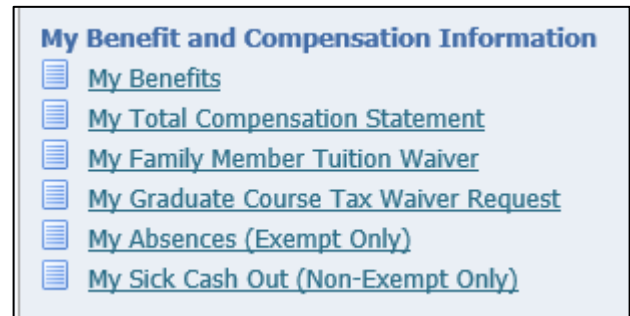 My Benefit and Compensation Information
My Benefits
My Total Compensation Statement
My Family Member Tuition Waiver
My Graduate Course Tax Waiver Request
My Absences (Exempt Only)
My Sick Cash Out (Non-Exempt Only)